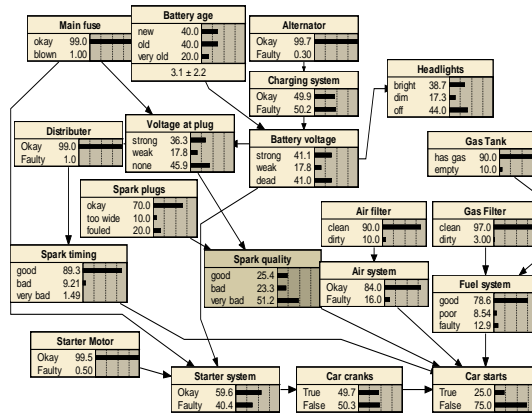 Main fuse
okay 99.0
blown 1.00
Battery age
new 40.0
old 40.0
very old 20.0
3.1 ± 2.2
Alternator
Okay 99.7
Faulty 0.30
Charging system
Okay 49.9
Faulty 50.2
Headlights
bright 38.7
dim 17.3
off 44.0
Distributer
Okay 99.0
Faulty 1.0
Voltage at plug
strong 36.3
weak 17.8
none 45.9
Battery voltage
strong 41.1
weak 17.8
dead 41.0
Gas Tank
has gas 90.0
empty 10.0
Spark plugs
okay 70.0
too wide 10.0
fouled 20.0
Air filter
clean 90.0
dirty 10.0
Gas Filter
clean 97.0
dirty 3.00
Spark timing
good 89.3
bad 9.21
very bad 1.49
Spark quality
good 25.4
bad 23.3
very bad 51.2
Air system
Okay 84.0
Faulty 16.0
Fuel system
good 78.6
poor 8.54
faulty 12.9
Starter Motor
Okay 99.5
Faulty 0.50
Starter system
Okay 59.6
Faulty 40.4
Car cranks
True 49.7
False 50.3
Car starts
True 25.0
False 75.0